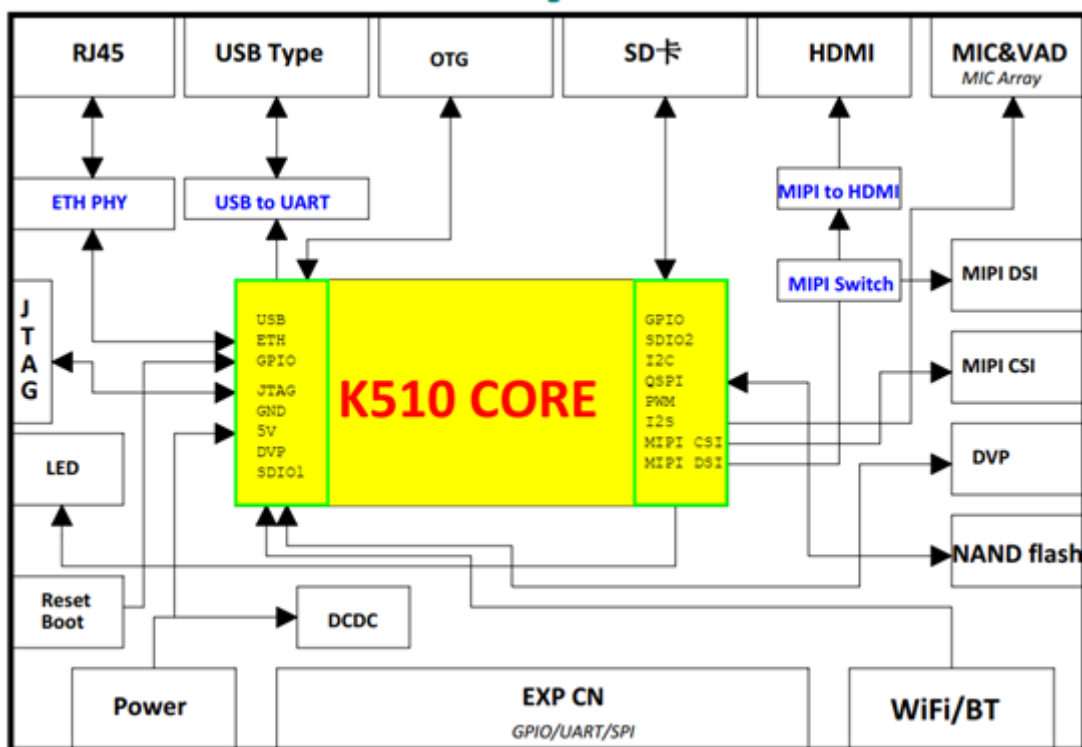 RJ45
USB Type
OTG
SD卡
HDMI
MIC&VAD
MIC Array
ETH PHY
USB to UART
MIPI to HDMI
MIPI Switch
MIPI DSI
MIPI CSI
DVP
NAND flash
J
T
A
G
LED
Reset
Boot
USB
ETH
GPIO
JTAG
GND
5V
DVP
SDIO1
K510 CORE
GPIO
SDIO2
I2C
QSPI
PWM
I2S
MIPI CSI
MIPI DSI
DCDC
Power
EXP CN
GPIO/UART/SPI
WiFi/BT